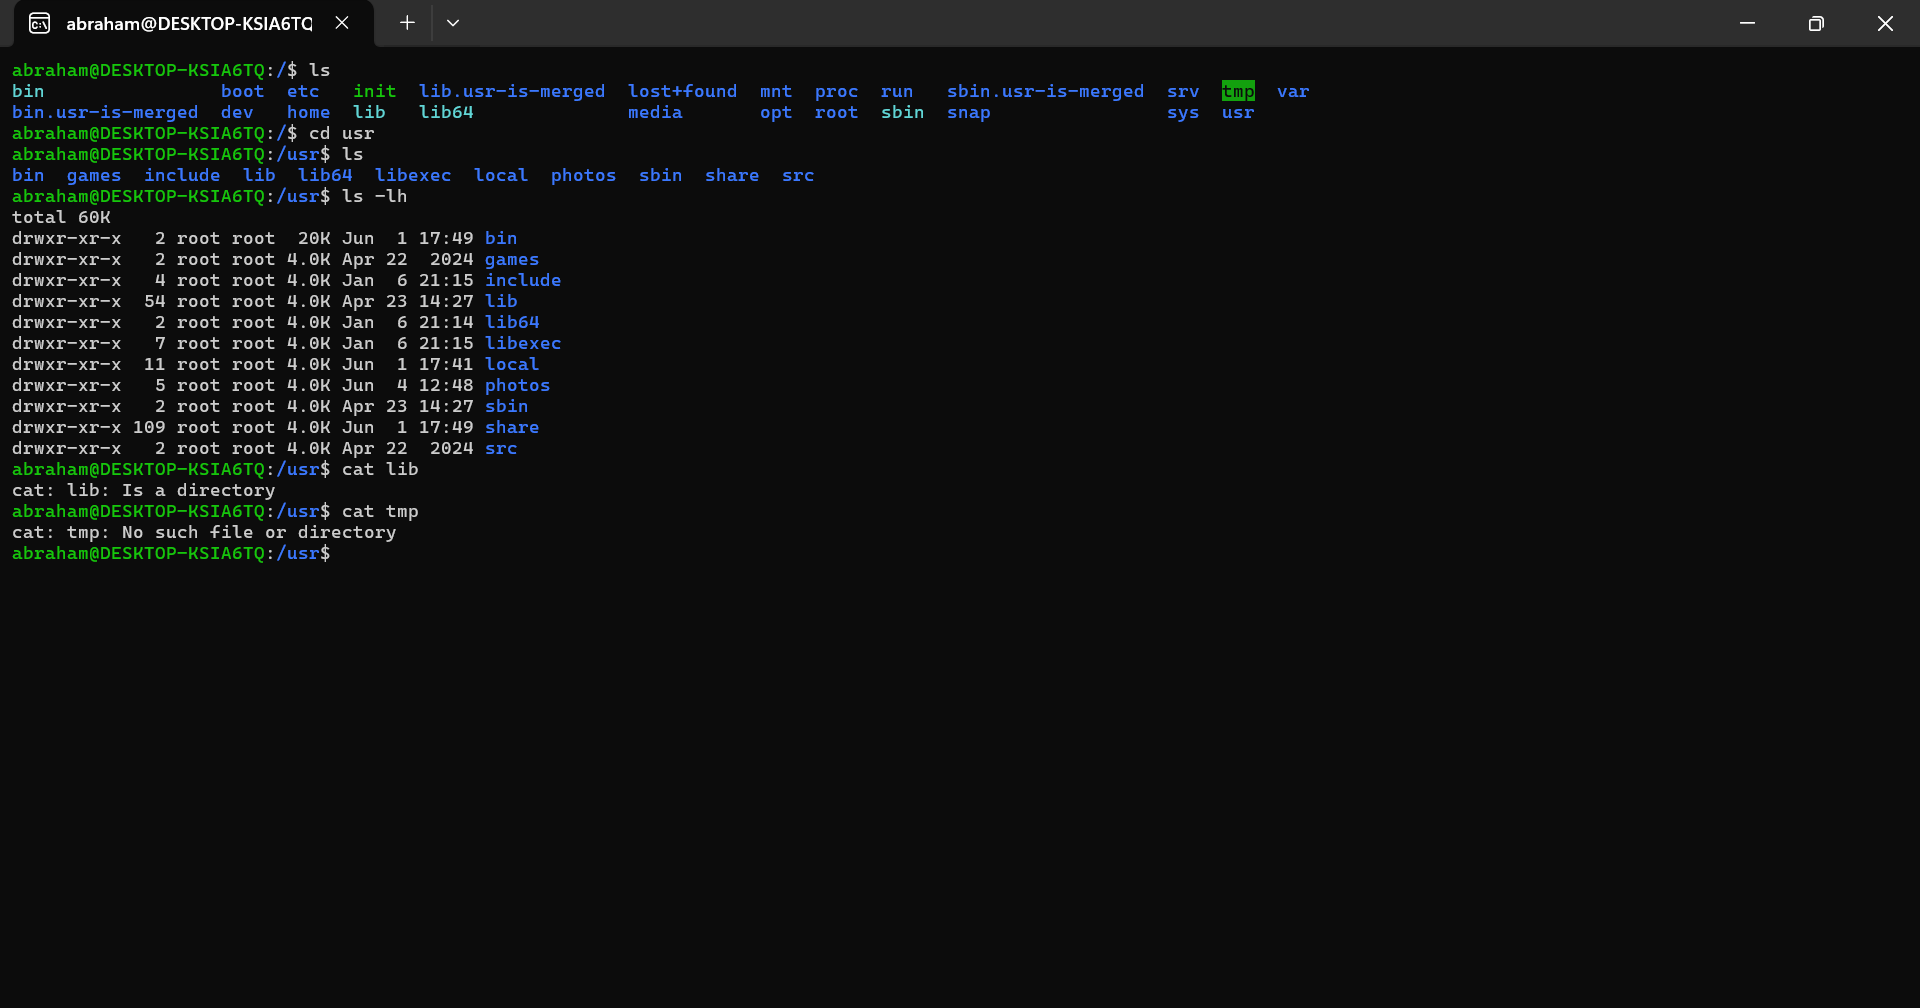 abraham@DESKTOP-KSIA6TQ
abraham@DESKTOP-KSIA6TQ:/$ ls
bin                boot  etc   init  lib.usr-is-merged  lost+found  mnt  proc  run   sbin.usr-is-merged  srv  tmp  var
bin.usr-is-merged  dev   home  lib   lib64              media       opt  root  sbin  snap                sys  usr
abraham@DESKTOP-KSIA6TQ:/$ cd usr
abraham@DESKTOP-KSIA6TQ:/usr$ ls
bin  games  include  lib  lib64  libexec  local  photos  sbin  share  src
abraham@DESKTOP-KSIA6TQ:/usr$ ls -lh
total 60K
drwxr-xr-x   2 root root  20K Jun  1 17:49 bin
drwxr-xr-x   2 root root 4.0K Apr 22  2024 games
drwxr-xr-x   4 root root 4.0K Jan  6 21:15 include
drwxr-xr-x  54 root root 4.0K Apr 23 14:27 lib
drwxr-xr-x   2 root root 4.0K Jan  6 21:14 lib64
drwxr-xr-x   7 root root 4.0K Jan  6 21:15 libexec
drwxr-xr-x  11 root root 4.0K Jun  1 17:41 local
drwxr-xr-x   5 root root 4.0K Jun  4 12:48 photos
drwxr-xr-x   2 root root 4.0K Apr 23 14:27 sbin
drwxr-xr-x 109 root root 4.0K Jun  1 17:49 share
drwxr-xr-x   2 root root 4.0K Apr 22  2024 src
abraham@DESKTOP-KSIA6TQ:/usr$ cat lib
cat: lib: Is a directory
abraham@DESKTOP-KSIA6TQ:/usr$ cat tmp
cat: tmp: No such file or directory
abraham@DESKTOP-KSIA6TQ:/usr$